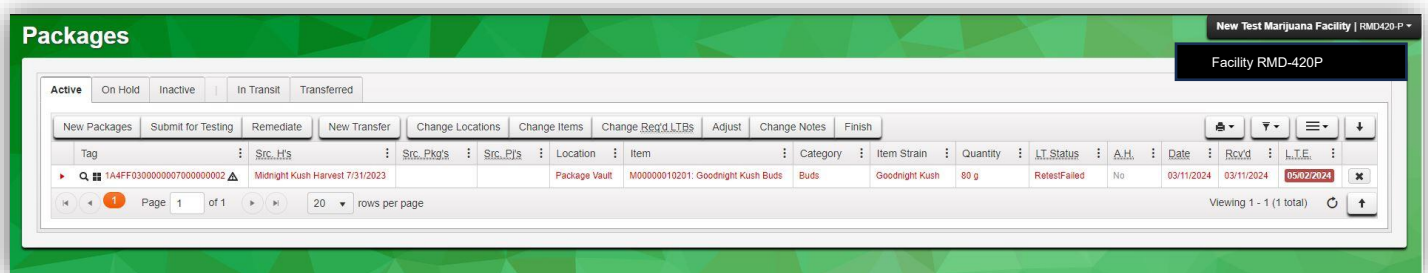 Packages
New Test Marijuana Facility | RMD420-P
Facility RMD-420P
Active On Hold Inactive | In Transit Transferred
New Packages Submit for Testing Remediate New Transfer Change Locations Change Items Change Req'd LTBs Adjust Change Notes Finish
Tag Src. H's Src. Pkg's Src. Pj's Location Item Category Item Strain Quantity LT Status A.H. Date Rcv'd L.T.E.
1A4FF0300000007000000002 Midnight Kush Harvest 7/31/2023 Package Vault M00000010201: Goodnight Kush Buds Buds Goodnight Kush 80 g RetestFailed No 03/11/2024 03/11/2024 05/02/2024
1 Page 1 of 1 20 rows per page Viewing 1 - 1 (1 total)